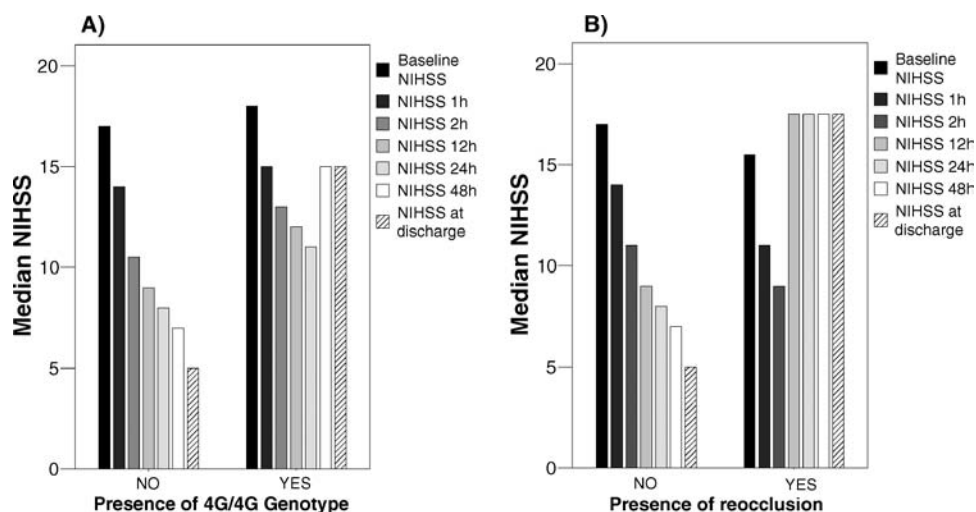 A)
Median NIHSS
20
15
10
5
0
NO
YES
Presence of 4G/4G Genotype
Baseline
NIHSS
NIHSS 1h
NIHSS 2h
NIHSS 12h
NIHSS 24h
NIHSS 48h
NIHSS at
discharge
B)
Median NIHSS
20
15
10
5
0
NO
YES
Presence of reocclusion
Baseline
NIHSS
NIHSS 1h
NIHSS 2h
NIHSS 12h
NIHSS 24h
NIHSS 48h
NIHSS at
discharge